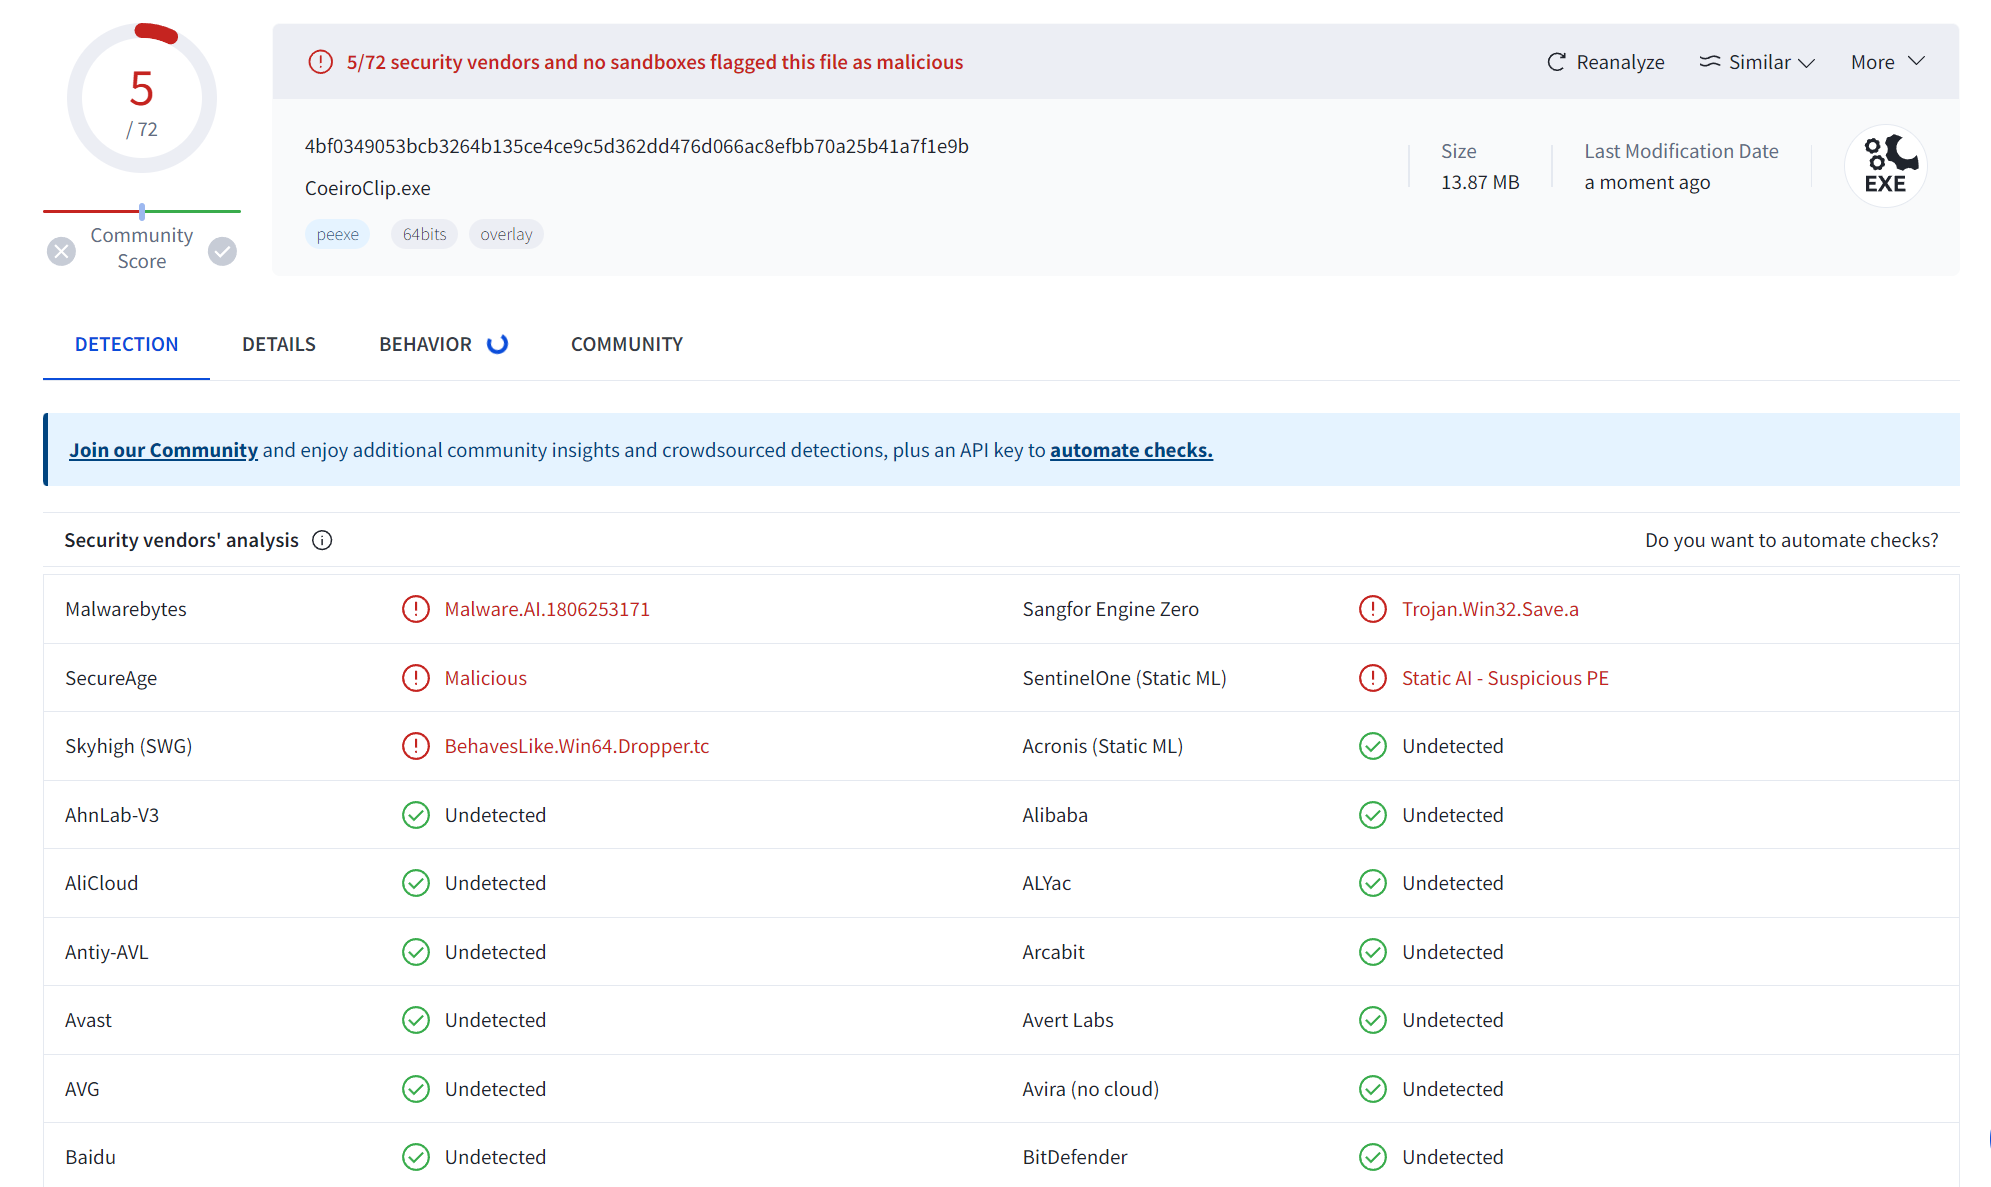 5
/ 72
Community
Score
5/72 security vendors and no sandboxes flagged this file as malicious
Reanalyze
Similar
More
4bf0349053bcb3264b135ce4ce9c5d362dd476d066ac8efbb70a25b41a7f1e9b
CoeiroClip.exe
peexe
64bits
overlay
Size
13.87 MB
Last Modification Date
a moment ago
EXE
DETECTION
DETAILS
BEHAVIOR
COMMUNITY
Join our Community and enjoy additional community insights and crowdsourced detections, plus an API key to automate checks.
Security vendors' analysis
Do you want to automate checks?
Malwarebytes Malware.AI.1806253171 Sangfor Engine Zero Trojan.Win32.Save.a
SecureAge Malicious SentinelOne (Static ML) Static AI - Suspicious PE
Skyhigh (SWG) BehavesLike.Win64.Dropper.tc Acronis (Static ML) Undetected
AhnLab-V3 Undetected Alibaba Undetected
AliCloud Undetected ALYac Undetected
Antiy-AVL Undetected Arcabit Undetected
Avast Undetected Avert Labs Undetected
AVG Undetected Avira (no cloud) Undetected
Baidu Undetected BitDefender Undetected